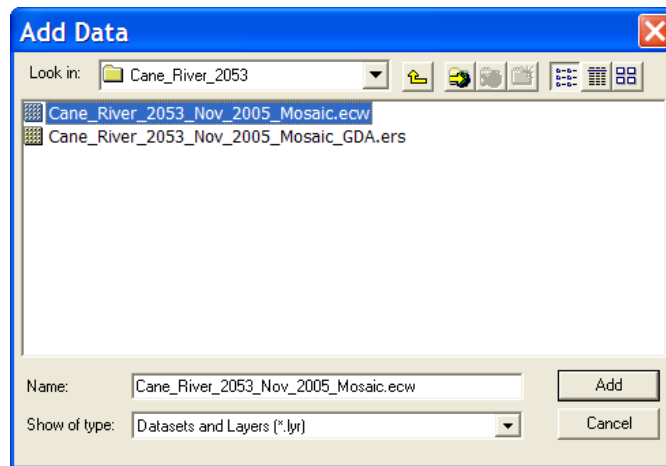 Add Data
Look in: Cane_River_2053
Cane_River_2053_Nov_2005_Mosaic.ecw
Cane_River_2053_Nov_2005_Mosaic_GDA.ers
Name: Cane_River_2053_Nov_2005_Mosaic.ecw Add
Show of type: Datasets and Layers (*.lyr) Cancel